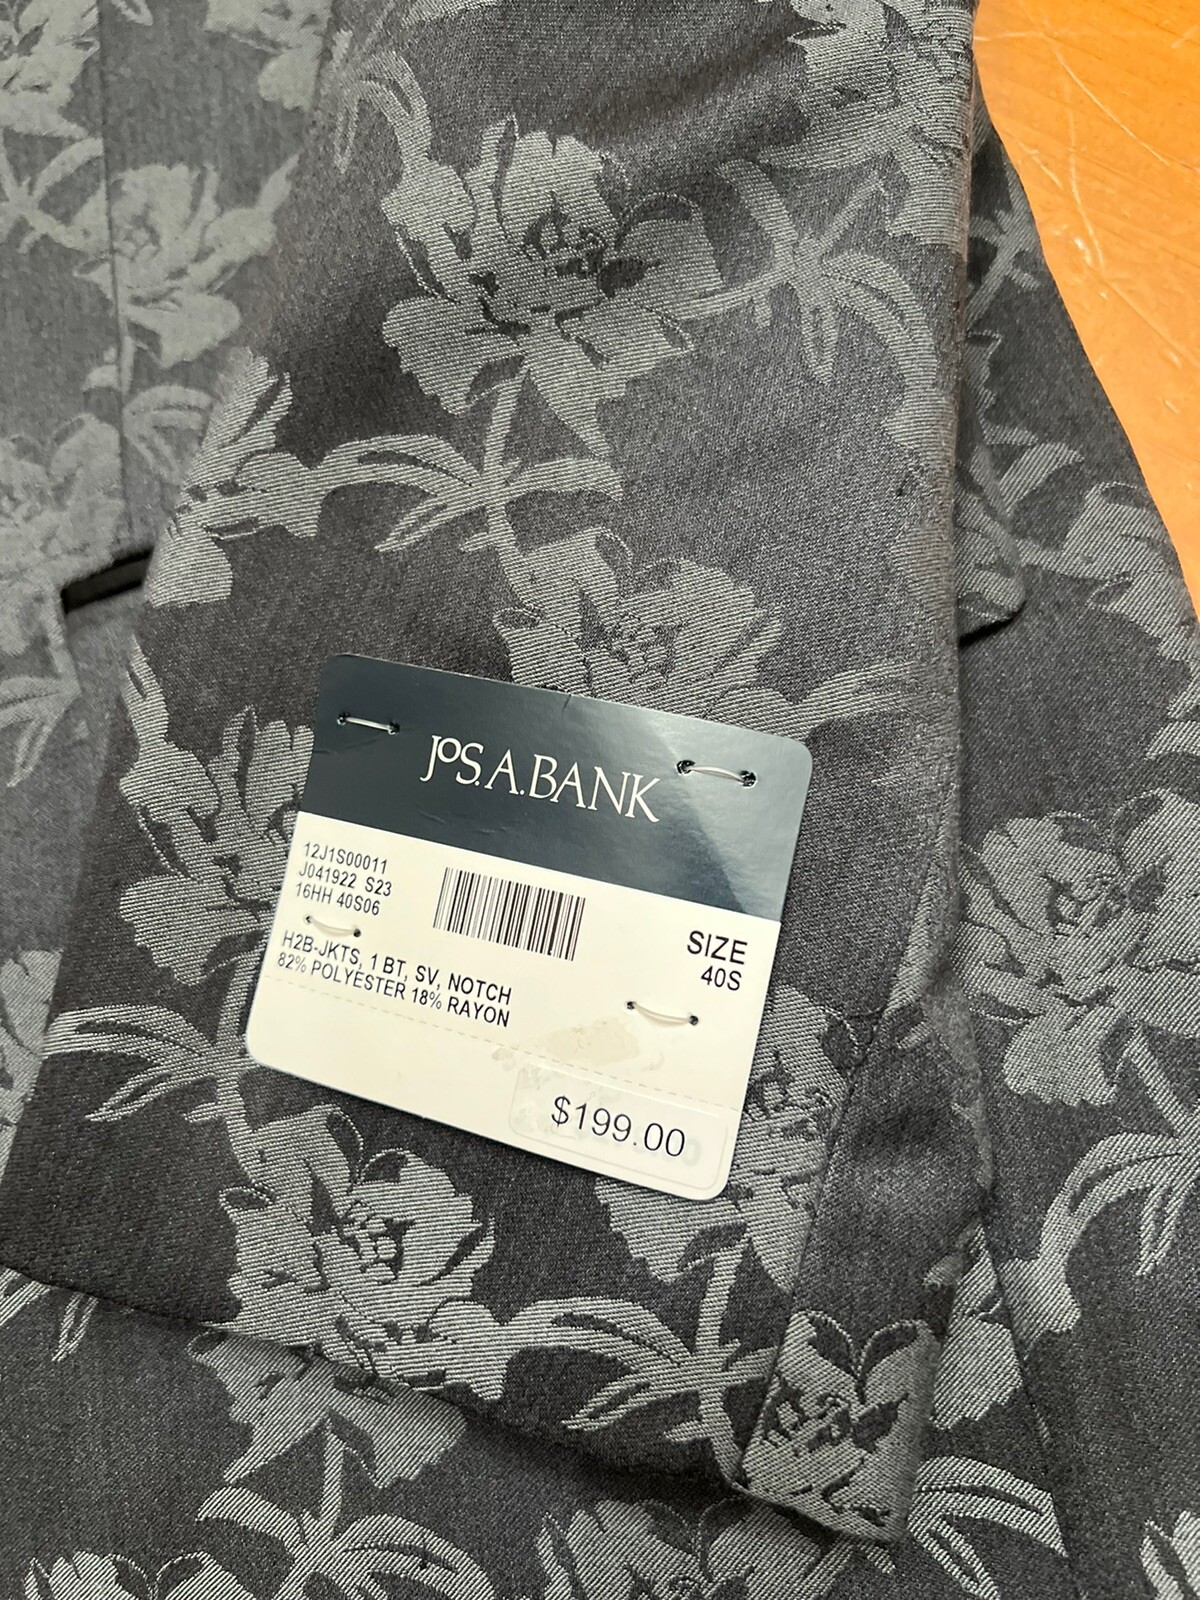 JOS. A. BANK
12J1S00011
J041922 S23
16HH 40S06
SIZE
40S
H2B-JKTS, 1 BT, SV, NOTCH
82% POLYESTER 18% RAYON
$199.00